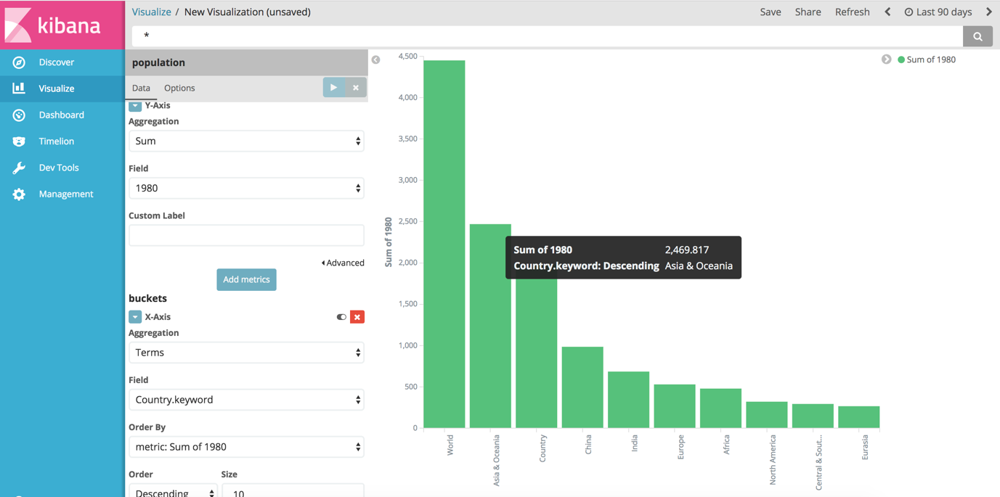 kibana
Visualize / New Visualization (unsaved)
Save Share Refresh Last 90 days
*
Discover
Visualize
Dashboard
Timelion
Dev Tools
Management
population
Data Options
Y-Axis
Aggregation
Sum
Field
1980
Custom Label
Advanced
Add metrics
buckets
X-Axis
Aggregation
Terms
Field
Country.keyword
Order By
metric: Sum of 1980
Order Size
Descending 10
Sum of 1980
4,500
4,000
3,500
3,000
2,500
2,000
1,500
1,000
500
0
Sum of 1980
Sum of 1980 2,469.817
Country.keyword: Descending Asia & Oceania
World
Asia & Oceania
Country
China
India
Europe
Africa
North America
Central & Sout...
Eurasia